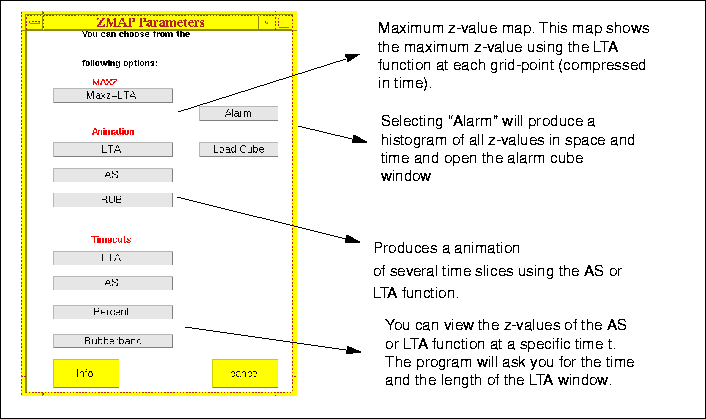 ZMAP Parameters
You can choose from the
following options:
MAXZ
Maxz=LTA
Alarm
Animation
LTA
Load Cube
AS
RUB
Timecuts
LTA
AS
Percent
Rubberband
Info
cancel
Maximum z-value map. This map shows
the maximum z-value using the LTA
function at each grid-point (compressed
in time).
Selecting “Alarm” will produce a
histogram of all z-values in space and
time and open the alarm cube
window
Produces a animation
of several time slices using the AS or
LTA function.
You can view the z-values of the AS
or LTA function at a specific time t.
The program will ask you for the time
and the length of the LTA window.